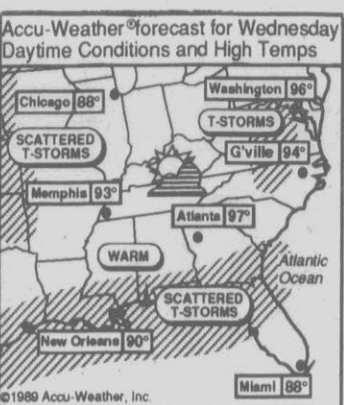 Accu-Weather® forecast for Wednesday
Daytime Conditions and High Temps
Washington 96°
Chicago 88°
T-STORMS
SCATTERED
T-STORMS
G'ville 94°
Memphis 93°
Atlanta 97°
WARM
Atlantic
Ocean
SCATTERED
T-STORMS
New Orleans 90°
Miami 88°
©1989 Accu-Weather, Inc.